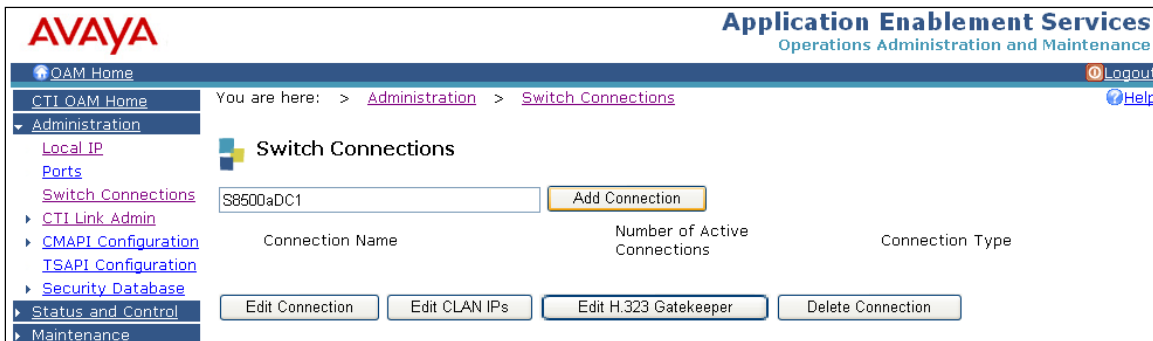 AVAYA
Application Enablement Services
Operations Administration and Maintenance
OAM Home
Logout
CTI OAM Home
You are here: > Administration > Switch Connections
Help
Administration
Local IP
Ports
Switch Connections
CTI Link Admin
CMAPI Configuration
TSAPI Configuration
Security Database
Status and Control
Maintenance
Switch Connections
S8500aDC1
Add Connection
Connection Name
Number of Active
Connections
Connection Type
Edit Connection
Edit CLAN IPs
Edit H.323 Gatekeeper
Delete Connection